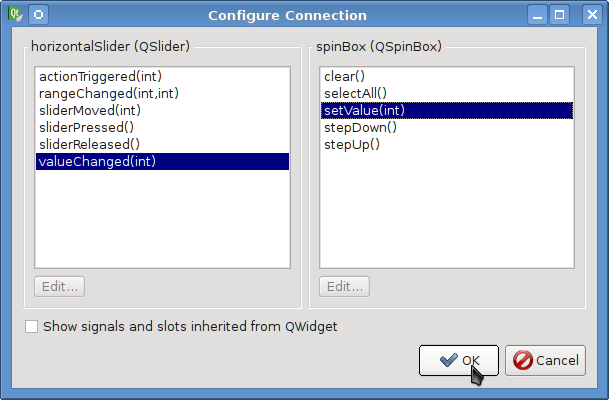 Configure Connection
horizontalSlider (QSlider)
actionTriggered(int)
rangeChanged(int,int)
sliderMoved(int)
sliderPressed()
sliderReleased()
valueChanged(int)
Edit...
spinBox (QSpinBox)
clear()
selectAll()
setValue(int)
stepDown()
stepUp()
Edit...
Show signals and slots inherited from QWidget
OK
Cancel